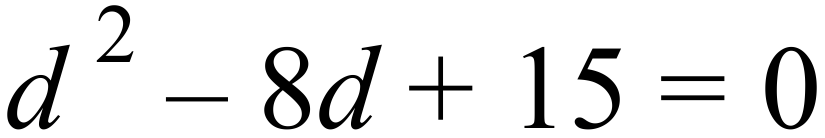 d² − 8d + 15 = 0